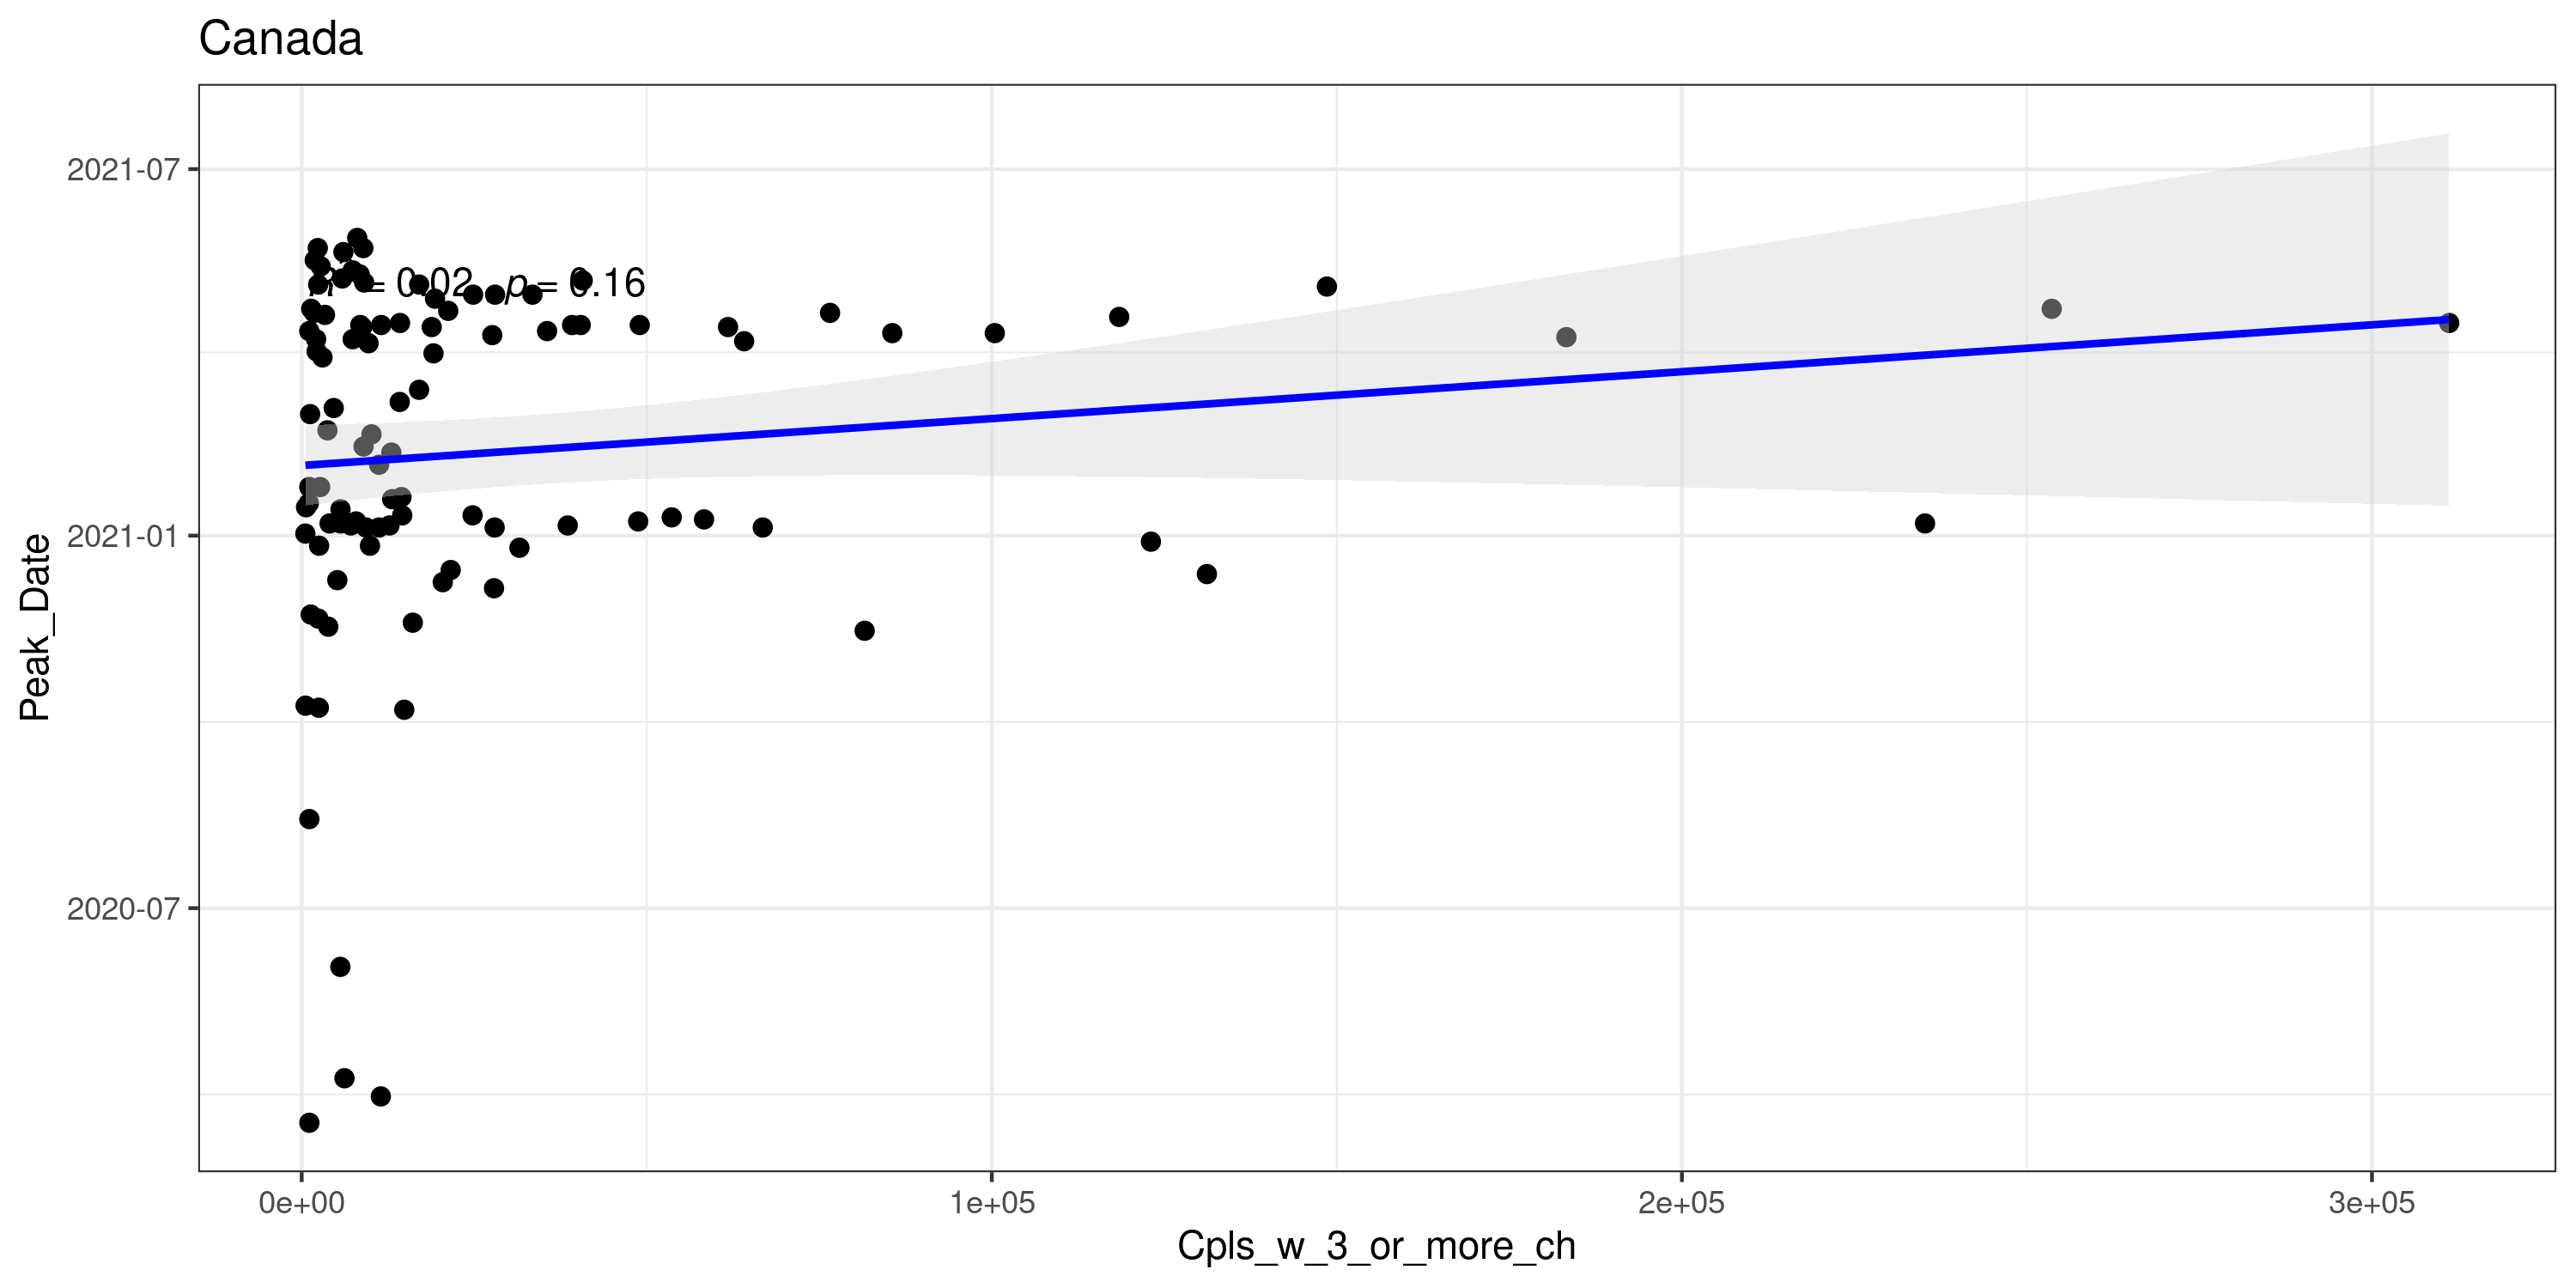 Canada
2021-07
= 0.02 p = 0.16
2021-01
2020-07
Peak_Date
0e+00 1e+05 2e+05 3e+05
Cpls_w_3_or_more_ch